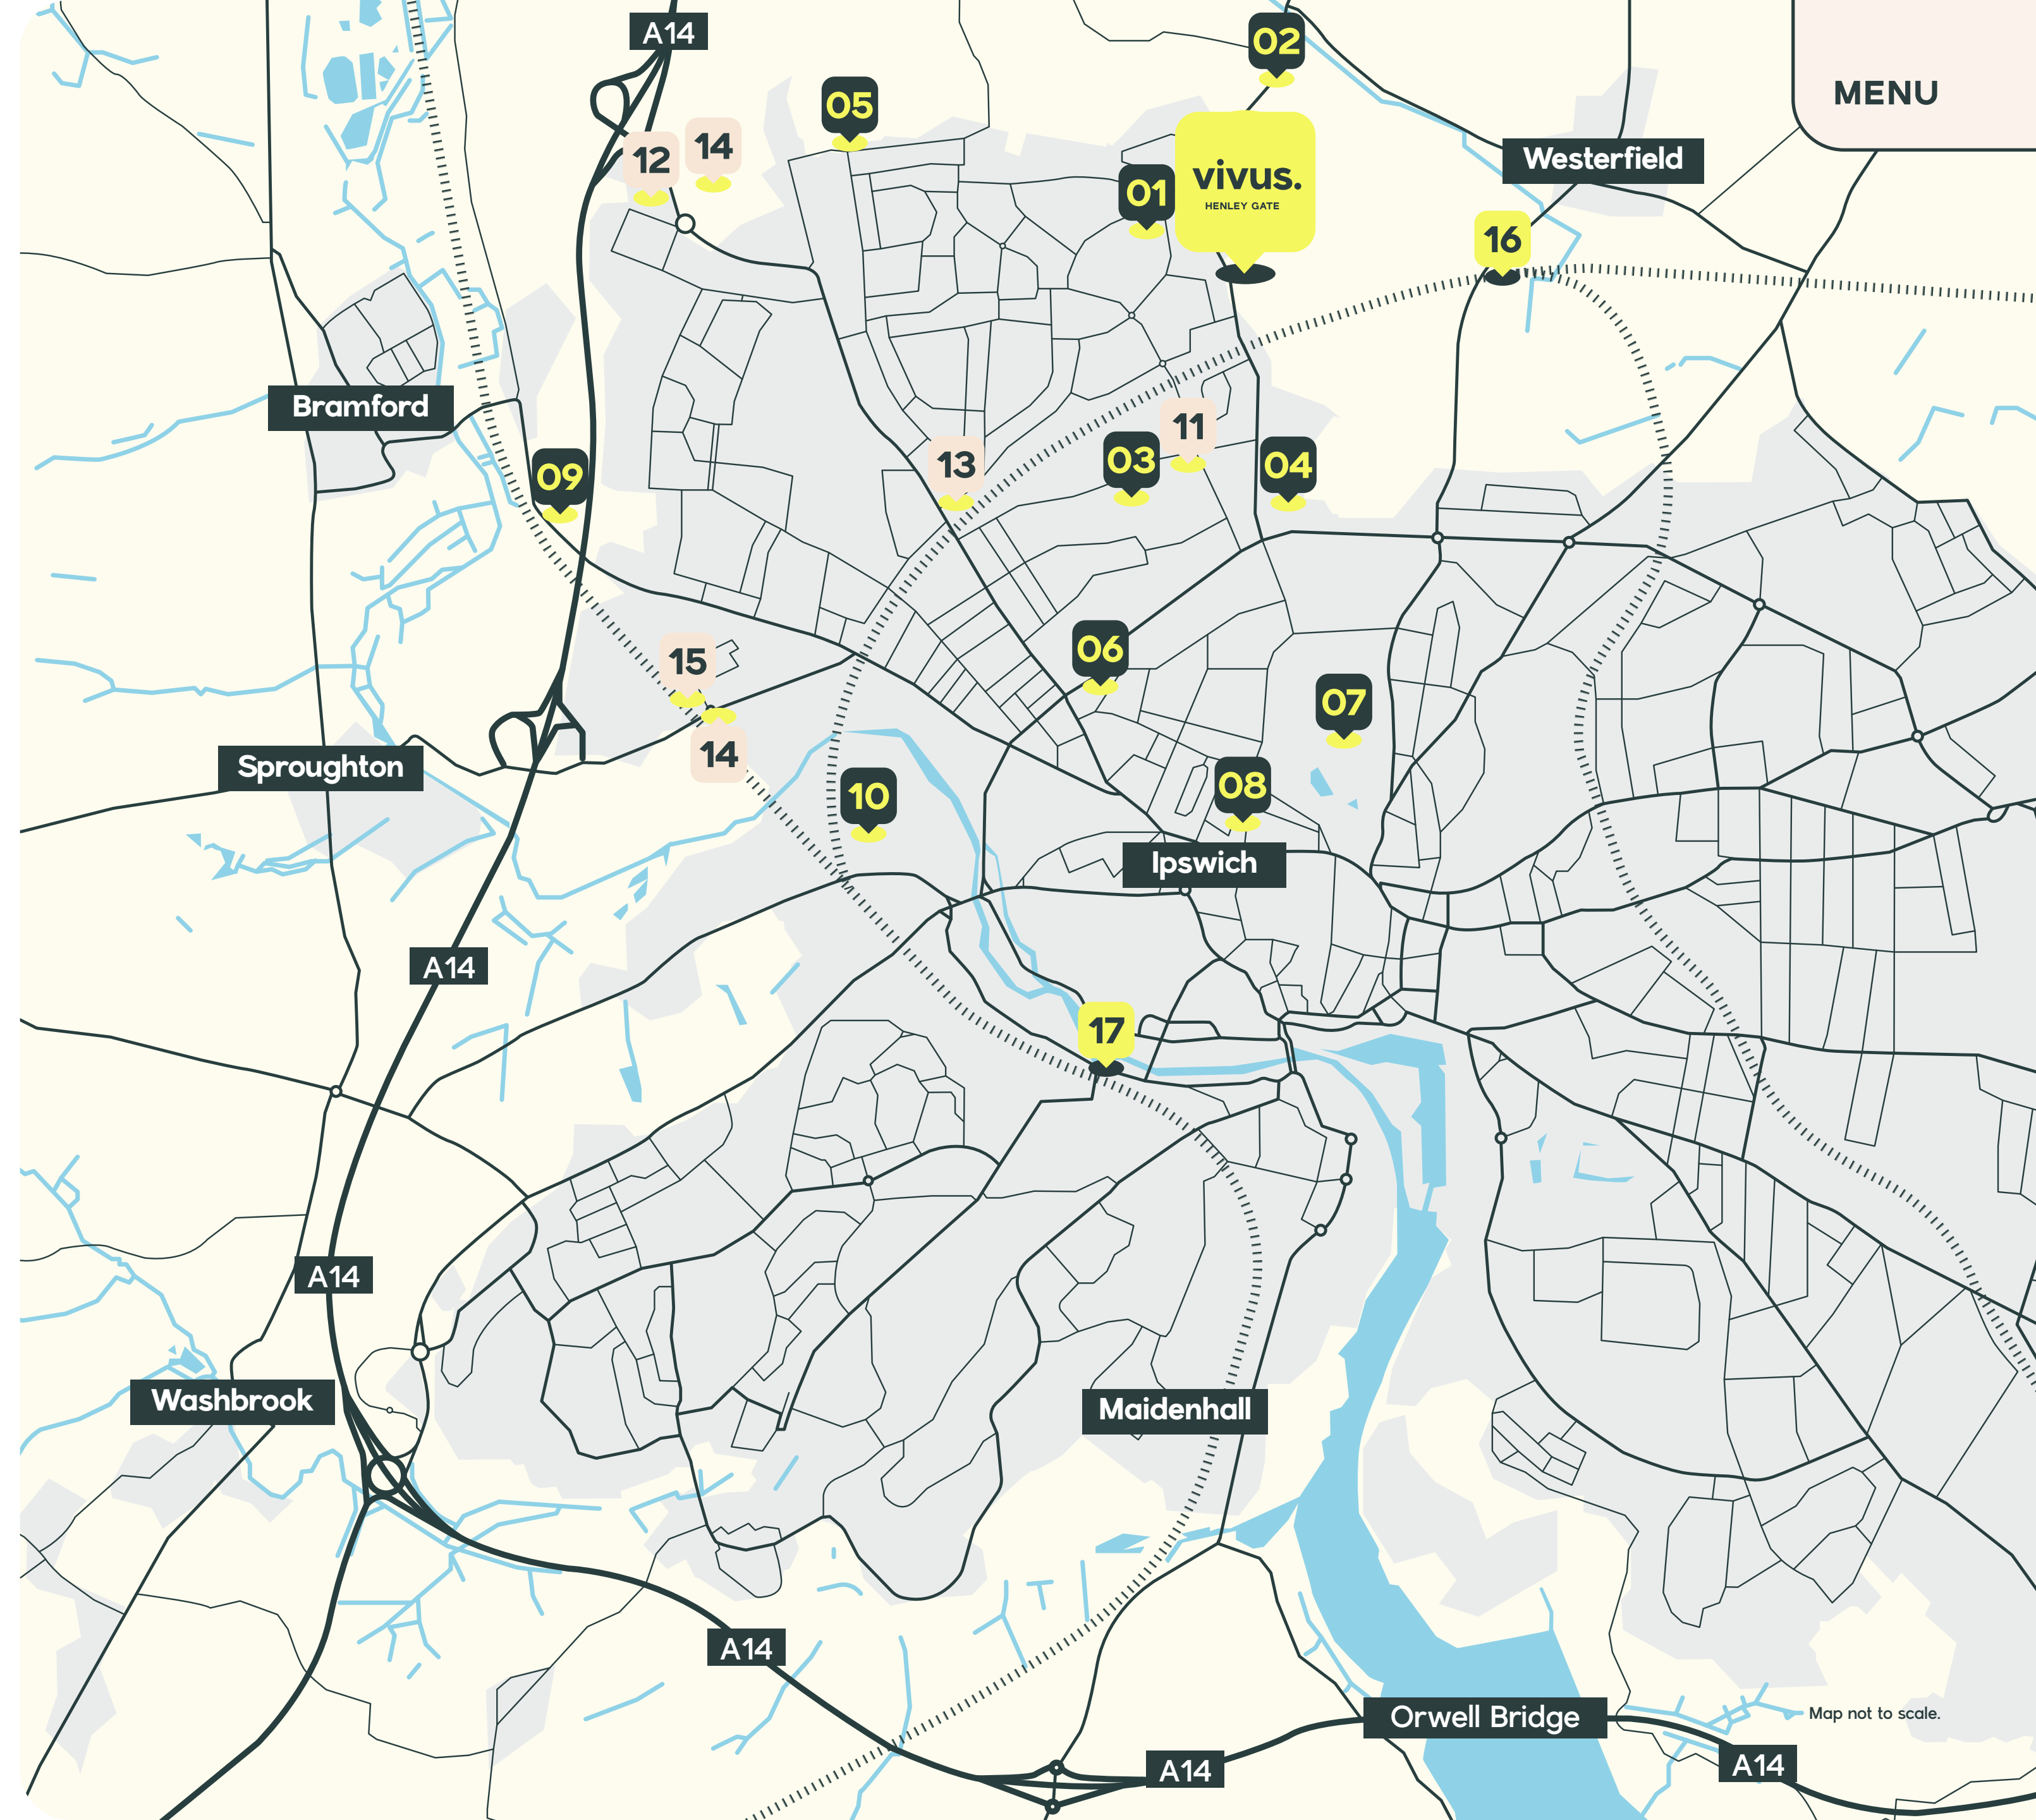 A14
02
MENU
05
12
14
Westerfield
vivus.
HENLEY GATE
01
16
Bramford
11
13
03
04
09
06
15
07
14
Sproughton
10
08
Ipswich
A14
17
A14
Washbrook
Maidenhall
A14
Orwell Bridge
Map not to scale.
A14
A14